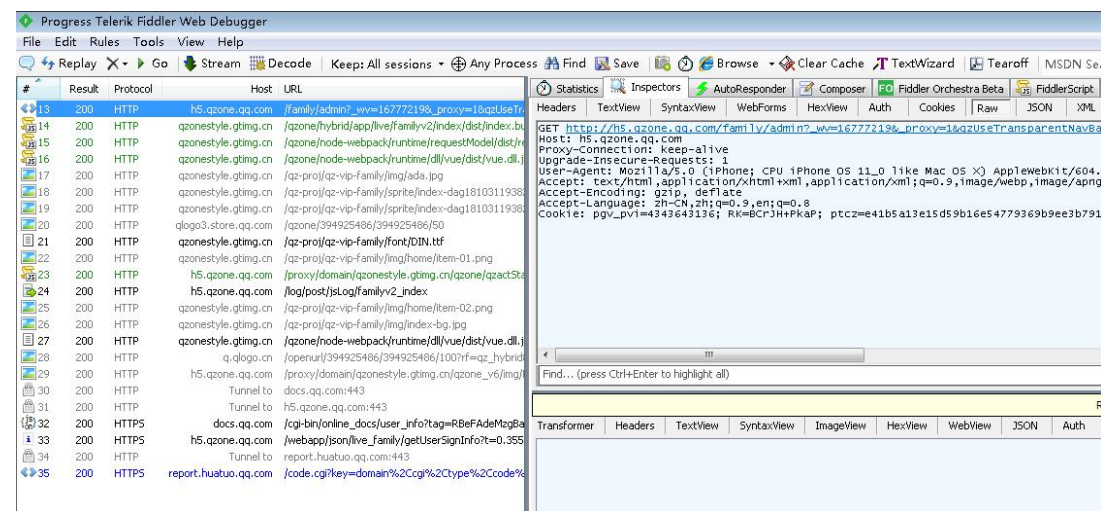 Progress Telerik Fiddler Web Debugger
File Edit Rules Tools View Help
Replay X Go Stream Decode Keep: All sessions Any Process Find Save Browse Clear Cache TextWizard Tearoff MSDN Sea
# Result Protocol Host URL
13 200 HTTP h5.qzone.qq.com /family/admin?_wv=16777219&_proxy=1&qzUseTr
14 200 HTTP qzonestyle.gtimg.cn /qzone/hybrid/app/live/familyv2/index/dist/index.bu
15 200 HTTP qzonestyle.gtimg.cn /qzone/node-webpack/runtime/requestModel/dist/re
16 200 HTTP qzonestyle.gtimg.cn /qzone/node-webpack/runtime/dll/vue/dist/vue.dll.j
17 200 HTTP qzonestyle.gtimg.cn /qz-proj/qz-vip-family/img/ada.jpg
18 200 HTTP qzonestyle.gtimg.cn /qz-proj/qz-vip-family/sprite/index-dag1810311938
19 200 HTTP qzonestyle.gtimg.cn /qz-proj/qz-vip-family/sprite/index-dag1810311938
20 200 HTTP qlogo3.store.qq.com /qzone/394925486/394925486/50
21 200 HTTP qzonestyle.gtimg.cn /qz-proj/qz-vip-family/font/DIN.ttf
22 200 HTTP qzonestyle.gtimg.cn /qz-proj/qz-vip-family/img/home/item-01.png
23 200 HTTP h5.qzone.qq.com /proxy/domain/qzonestyle.gtimg.cn/qzone/qzactSta
24 200 HTTP h5.qzone.qq.com /log/post/jsLog/familyv2_index
25 200 HTTP qzonestyle.gtimg.cn /qz-proj/qz-vip-family/img/home/item-02.png
26 200 HTTP qzonestyle.gtimg.cn /qz-proj/qz-vip-family/img/index-bg.jpg
27 200 HTTP qzonestyle.gtimg.cn /qzone/node-webpack/runtime/dll/vue/dist/vue.dll.j
28 200 HTTP q.qlogo.cn /openurl/394925486/394925486/100?rf=qz_hybrid
29 200 HTTP h5.qzone.qq.com /proxy/domain/qzonestyle.gtimg.cn/qzone_v6/img/
30 200 HTTP Tunnel to docs.qq.com:443
31 200 HTTP Tunnel to h5.qzone.qq.com:443
32 200 HTTPS docs.qq.com /cgi-bin/online_docs/user_info?tag=RBeFAdeMzgBa
33 200 HTTPS h5.qzone.qq.com /webapp/json/live_family/getUserSignInfo?t=0.355
34 200 HTTP Tunnel to report.huatuo.qq.com:443
35 200 HTTPS report.huatuo.qq.com /code.cgi?key=domain%2Ccgi%2Ctype%2Ccode%
Statistics Inspectors AutoResponder Composer FO Fiddler Orchestra Beta FiddlerScript
Headers TextView SyntaxView WebForms HexView Auth Cookies Raw JSON XML
GET http://h5.qzone.qq.com/family/admin?_wv=16777219&_proxy=1&qzUseTransparentNavBa
Host: h5.qzone.qq.com
Proxy-Connection: keep-alive
Upgrade-Insecure-Requests: 1
User-Agent: Mozilla/5.0 (iPhone; CPU iPhone OS 11_0 like Mac OS X) AppleWebKit/604.
Accept: text/html,application/xhtml+xml,application/xml;q=0.9,image/webp,image/apng
Accept-Encoding: gzip, deflate
Accept-Language: zh-CN,zh;q=0.9,en;q=0.8
Cookie: pgv_pvi=4343643136; RK=BCrJH+PkaP; ptcz=e41b5a13e15d59b16e54779369b9ee3b791
Find... (press Ctrl+Enter to highlight all)
R
Transformer Headers TextView SyntaxView ImageView HexView WebView JSON Auth